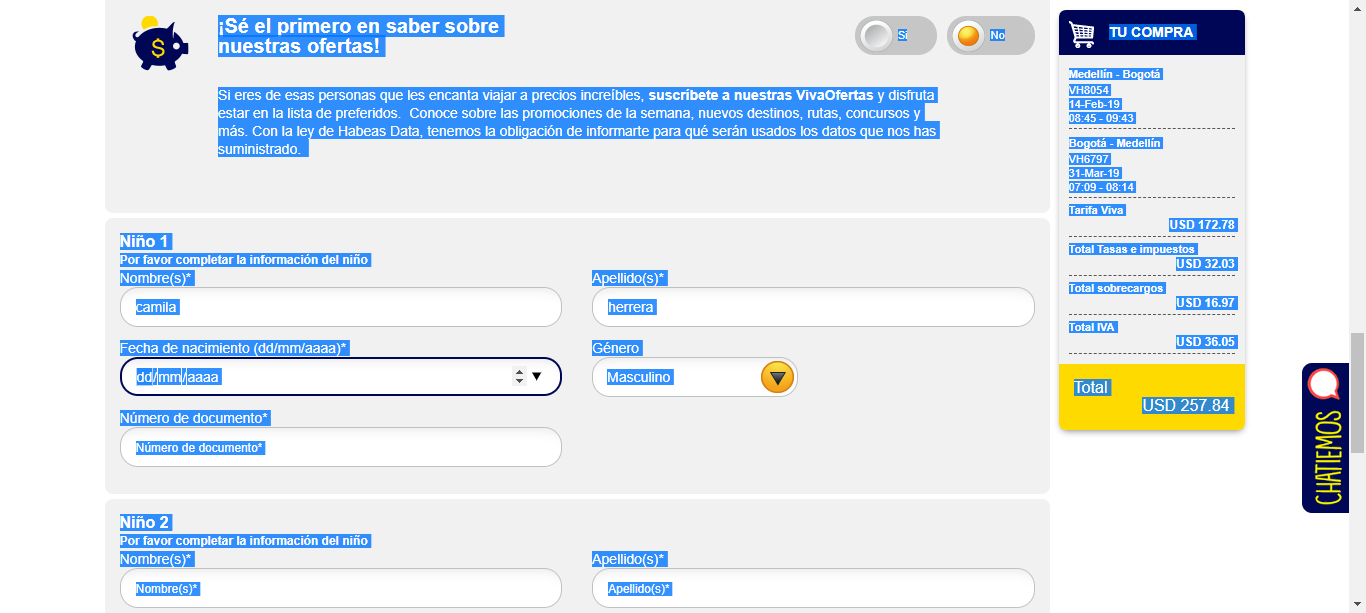 ¡Sé el primero en saber sobre
nuestras ofertas!
Si
No
Si eres de esas personas que les encanta viajar a precios increíbles, suscríbete a nuestras VivaOfertas y disfruta
estar en la lista de preferidos. Conoce sobre las promociones de la semana, nuevos destinos, rutas, concursos y
más. Con la ley de Habeas Data, tenemos la obligación de informarte para qué serán usados los datos que nos has
suministrado.
Niño 1
Por favor completar la información del niño
Nombre(s)*
Apellido(s)*
camila
herrera
Fecha de nacimiento (dd/mm/aaaa)*
Género
dd/mm/aaaa
Masculino
Número de documento*
Número de documento*
Niño 2
Por favor completar la información del niño
Nombre(s)*
Apellido(s)*
Nombre(s)*
Apellido(s)*
TU COMPRA
Medellín - Bogotá
VH8054
14-Feb-19
08:45 - 09:43
Bogotá - Medellín
VH6797
31-Mar-19
07:09 - 08:14
Tarifa Viva
USD 172.78
Total Tasas e impuestos
USD 32.03
Total sobrecargos
USD 16.97
Total IVA
USD 36.05
Total
USD 257.84
CHATIEMOS